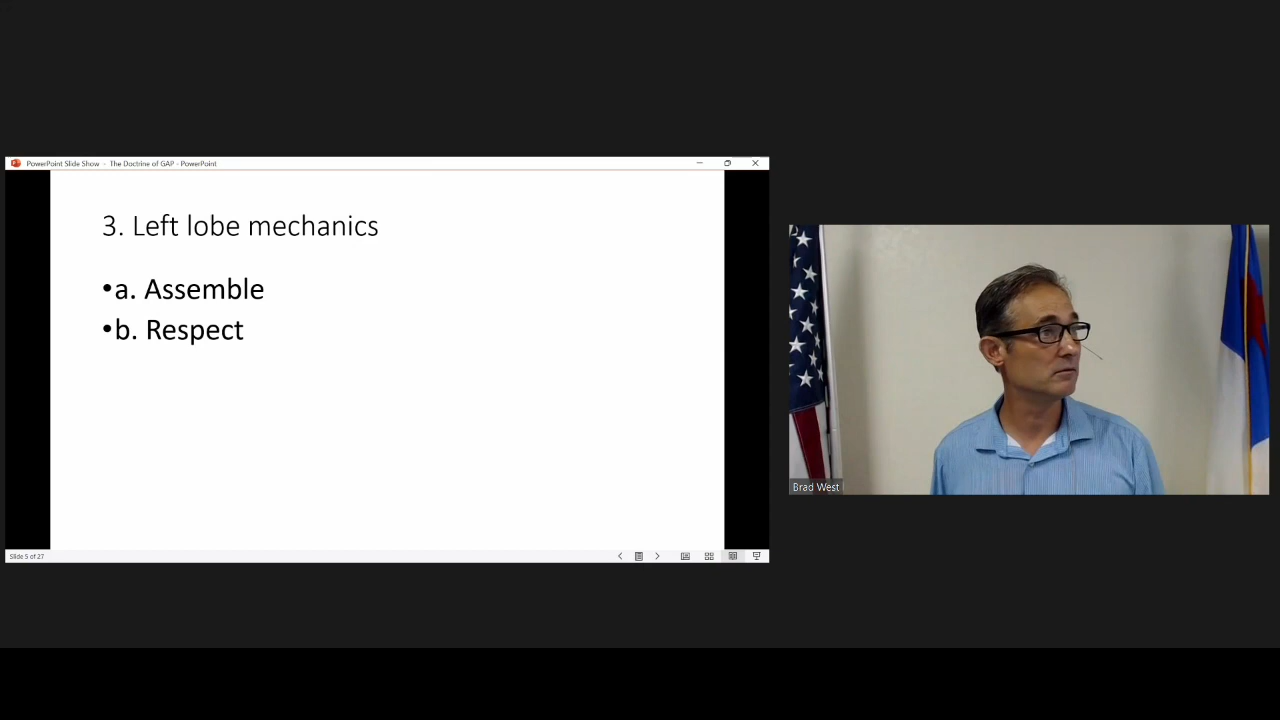 PowerPoint Slide Show - The Doctrine of GAP - PowerPoint
3. Left lobe mechanics
•a. Assemble
•b. Respect
Brad West
Slide 5 of 27